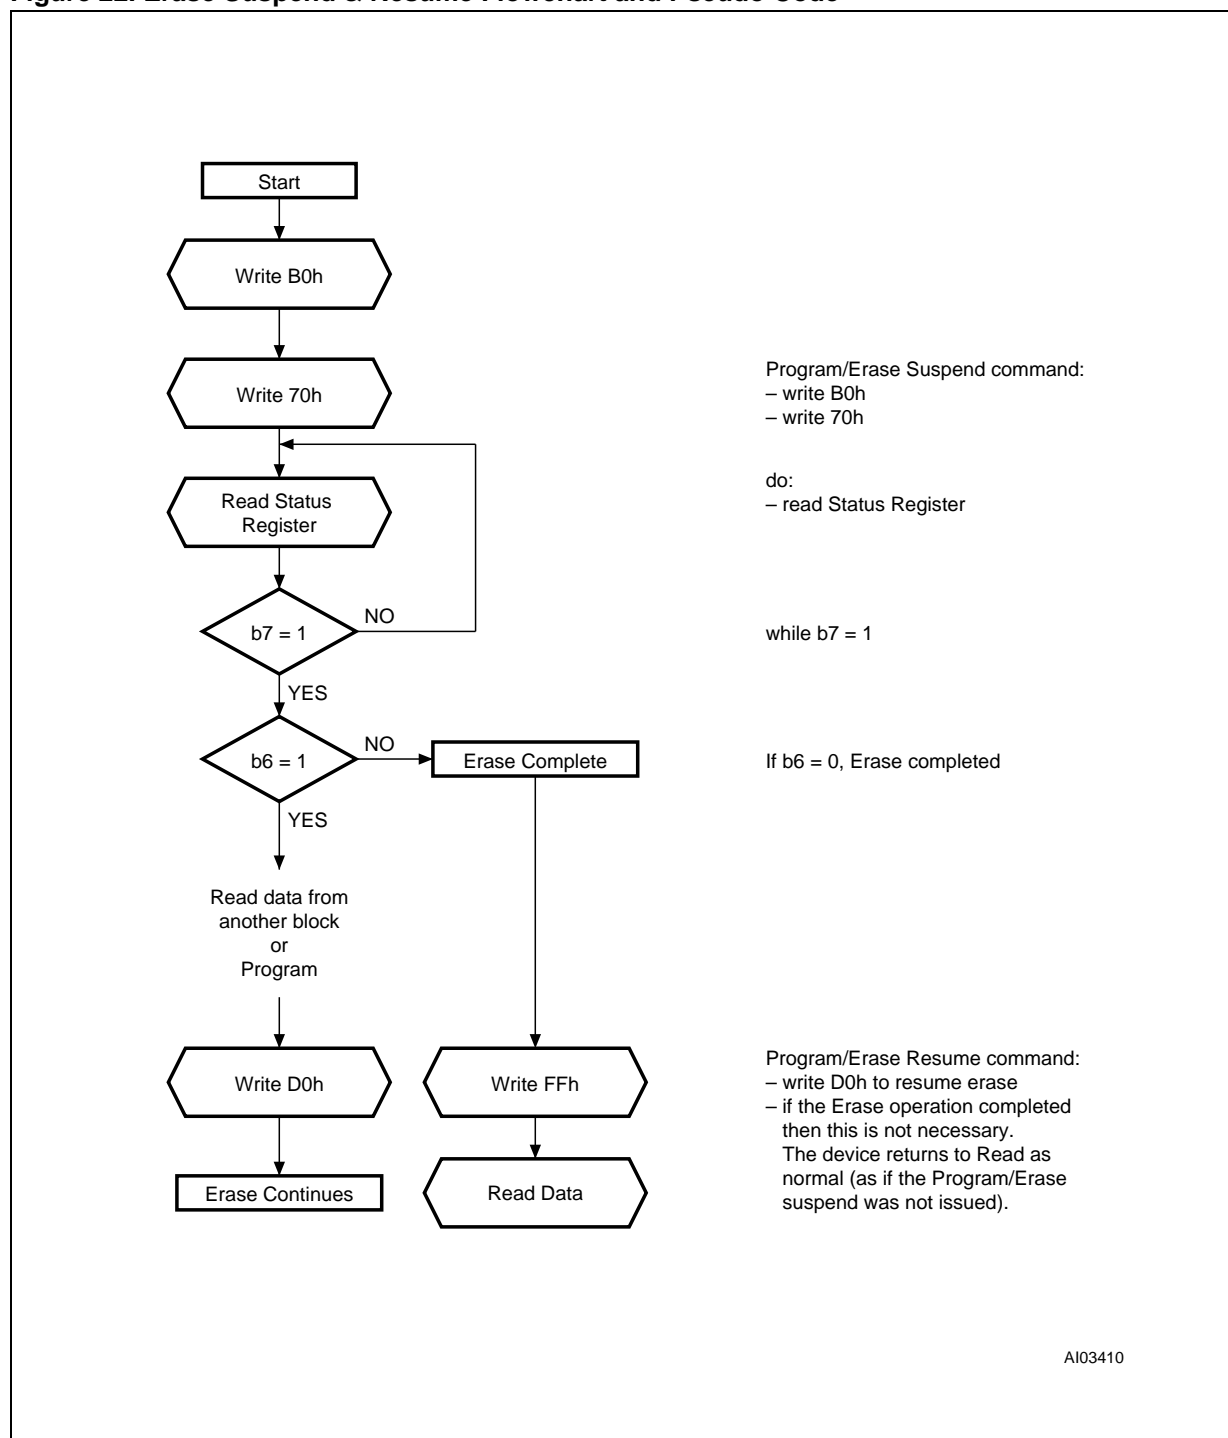 Figure 22. Erase Suspend & Resume Flowchart and Pseudo Code
Start
Write B0h
Write 70h
Program/Erase Suspend command:
– write B0h
– write 70h
Read Status
Register
do:
– read Status Register
b7 = 1
NO
while b7 = 1
YES
b6 = 1
NO
Erase Complete
If b6 = 0, Erase completed
YES
Read data from
another block
or
Program
Write D0h
Write FFh
Program/Erase Resume command:
– write D0h to resume erase
– if the Erase operation completed
then this is not necessary.
The device returns to Read as
normal (as if the Program/Erase
suspend was not issued).
Erase Continues
Read Data
AI03410